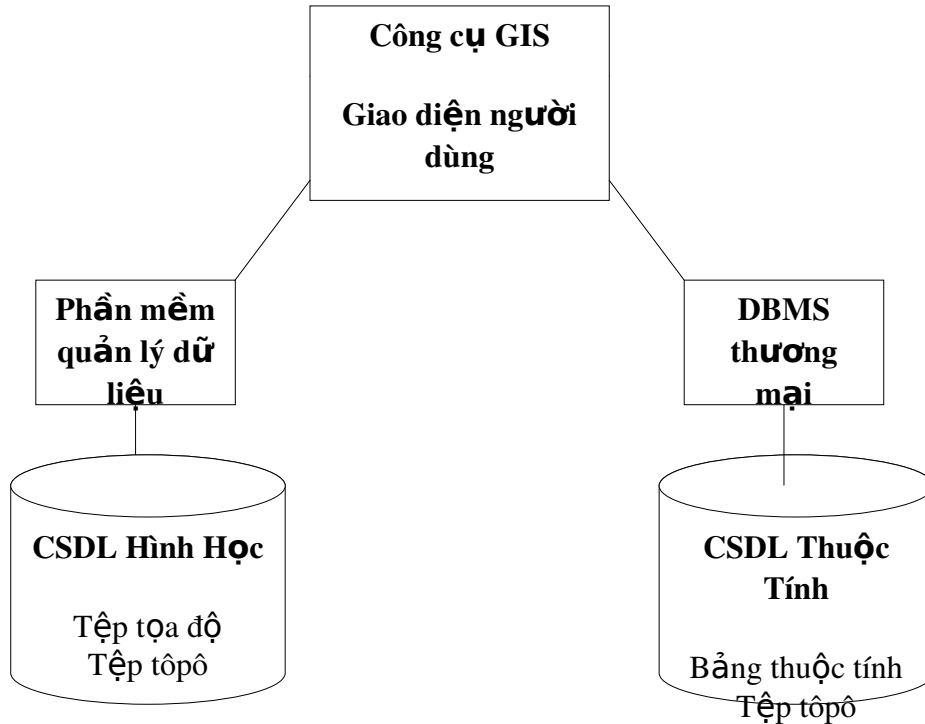 Công cụ GIS
Giao diện người
dùng
Phần mềm
quản lý dữ
liệu
DBMS
thương
mại
CSDL Hình Học
Tệp tọa độ
Tệp tôpô
CSDL Thuộc
Tính
Bảng thuộc tính
Tệp tôpô